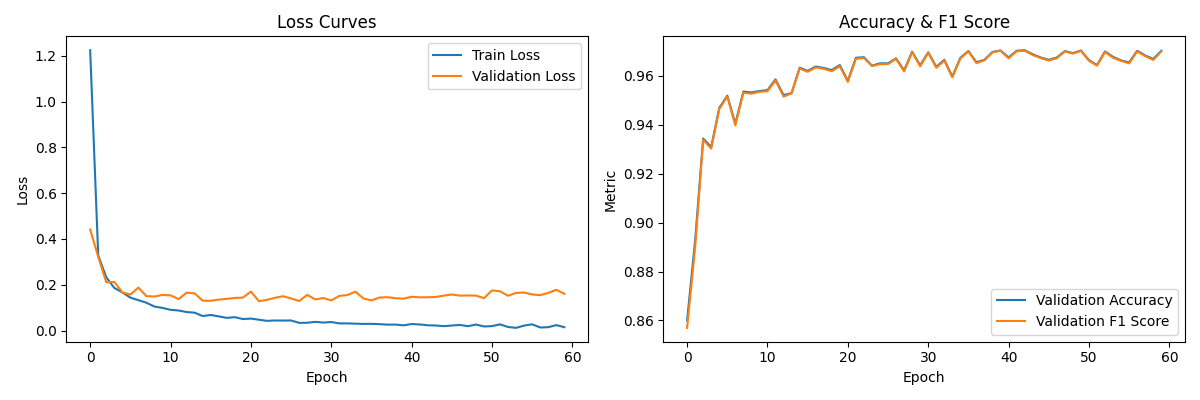 Loss Curves
Loss
1.2
1.0
0.8
0.6
0.4
0.2
0.0
Train Loss
Validation Loss
0 10 20 30 40 50 60
Epoch
Accuracy & F1 Score
Metric
0.96
0.94
0.92
0.90
0.88
0.86
Validation Accuracy
Validation F1 Score
0 10 20 30 40 50 60
Epoch